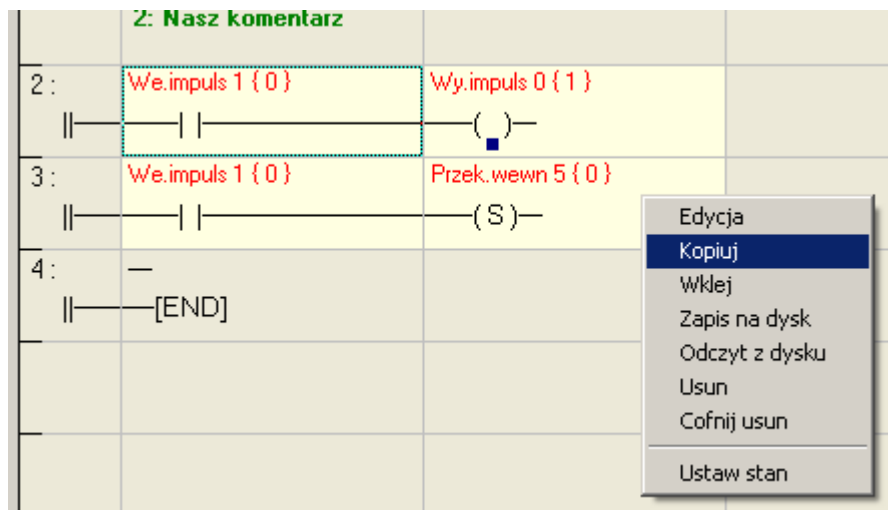 2: Nasz komentarz
2 :
We.impuls 1 { 0 }
Wy.impuls 0 { 1 }
3 :
We.impuls 1 { 0 }
Przek.wewn 5 { 0 }
(S)
4 :
[END]
Edycja
Kopiuj
Wklej
Zapis na dysk
Odczyt z dysku
Usun
Cofnij usun
Ustaw stan